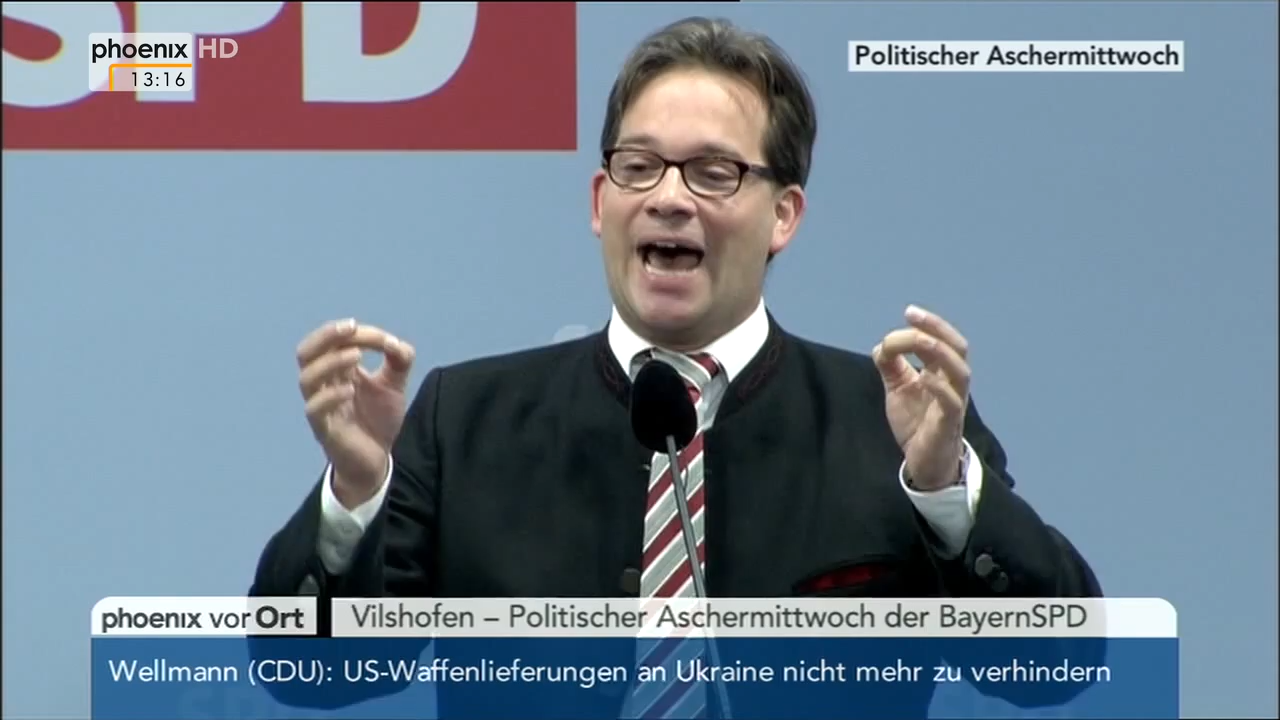 SPD
phoenix HD
13:16
Politischer Aschermittwoch
phoenix vor Ort
Vilshofen – Politischer Aschermittwoch der BayernSPD
Wellmann (CDU): US-Waffenlieferungen an Ukraine nicht mehr zu verhindern